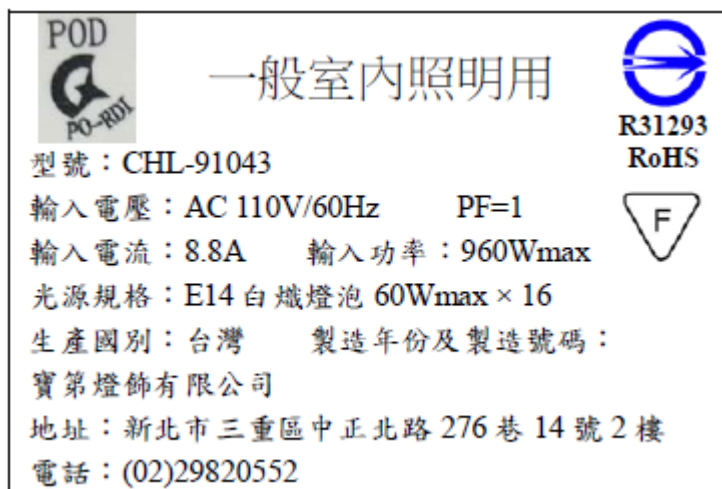 POD
PO-RDI
一般室內照明用
R31293
RoHS
F
型號：CHL-91043
輸入電壓：AC 110V/60Hz PF=1
輸入電流：8.8A 輸入功率：960Wmax
光源規格：E14 白熾燈泡 60Wmax × 16
生產國別：台灣 製造年份及製造號碼：
寶第燈飾有限公司
地址：新北市三重區中正北路 276 巷 14 號 2 樓
電話：(02)29820552